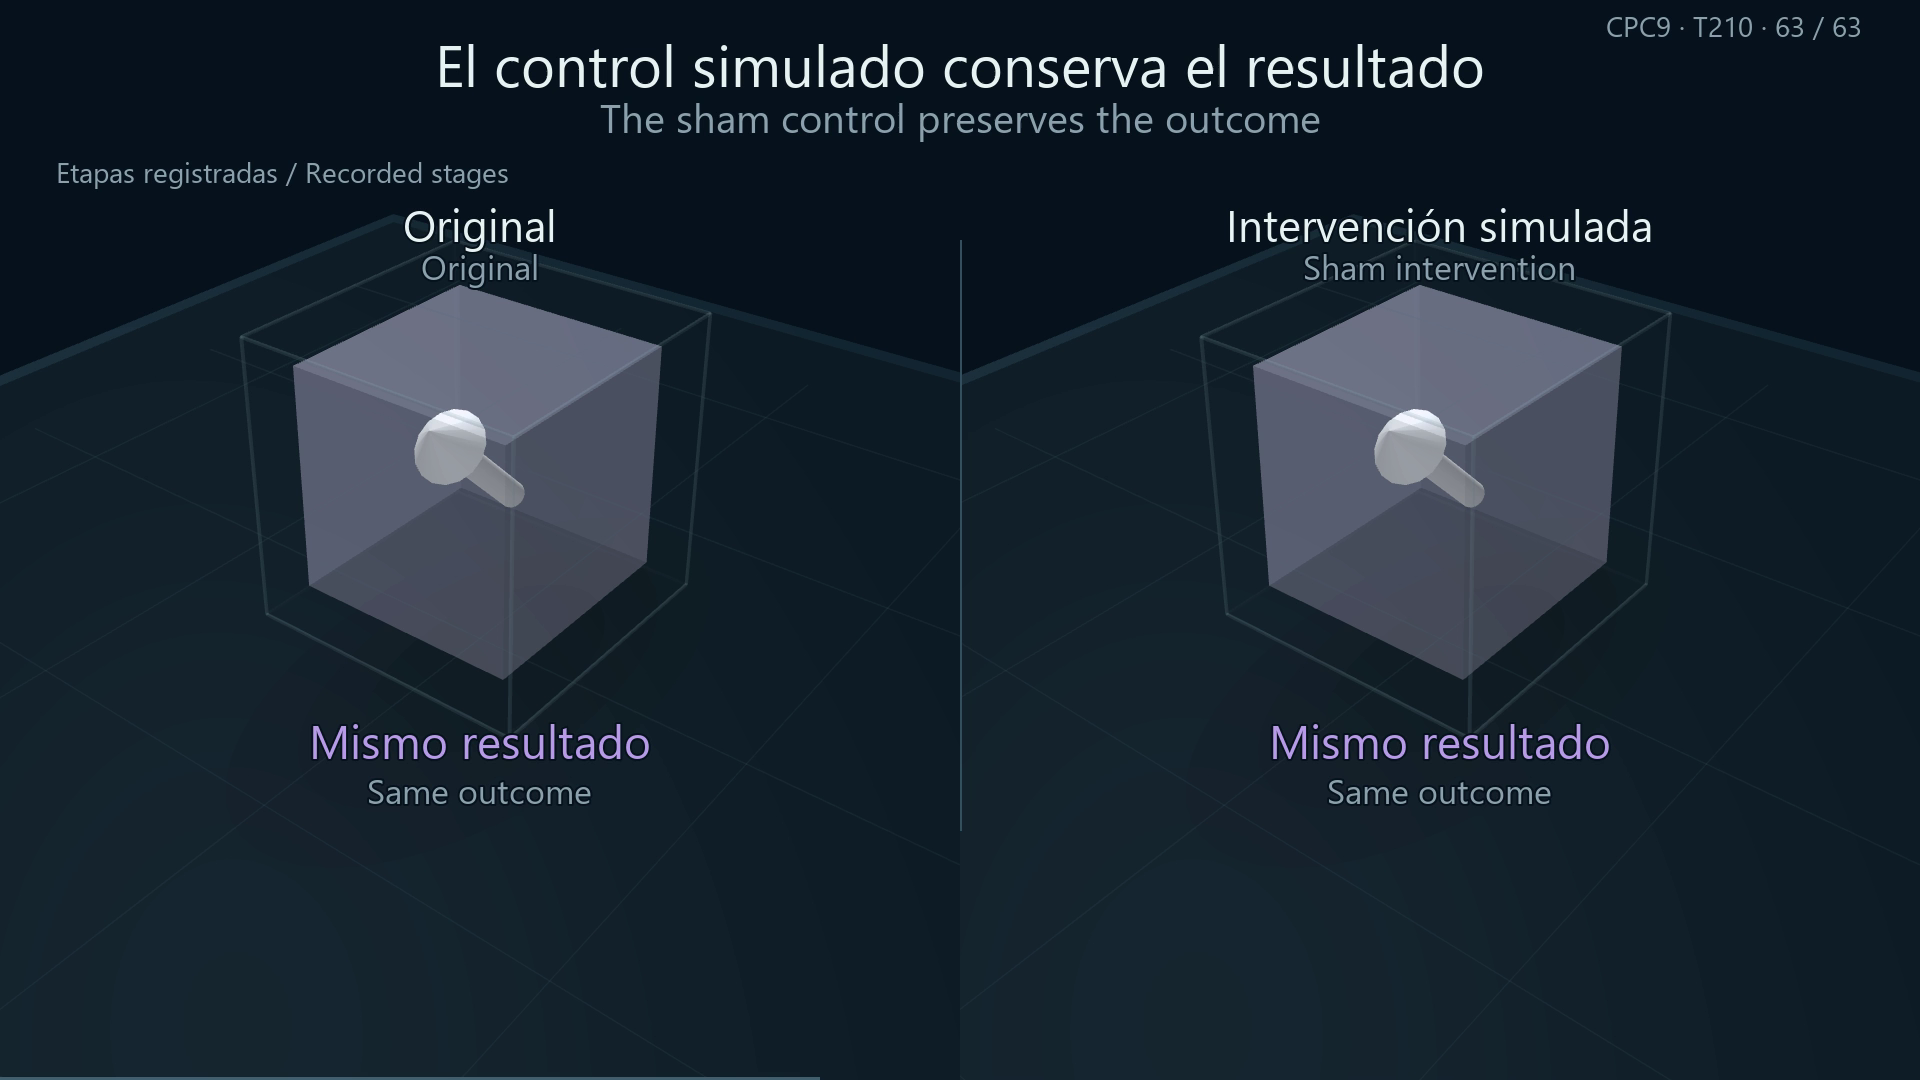 CPC9 · T210 · 63 / 63
El control simulado conserva el resultado
The sham control preserves the outcome
Etapas registradas / Recorded stages
Original
Original
Mismo resultado
Same outcome
Intervención simulada
Sham intervention
Mismo resultado
Same outcome